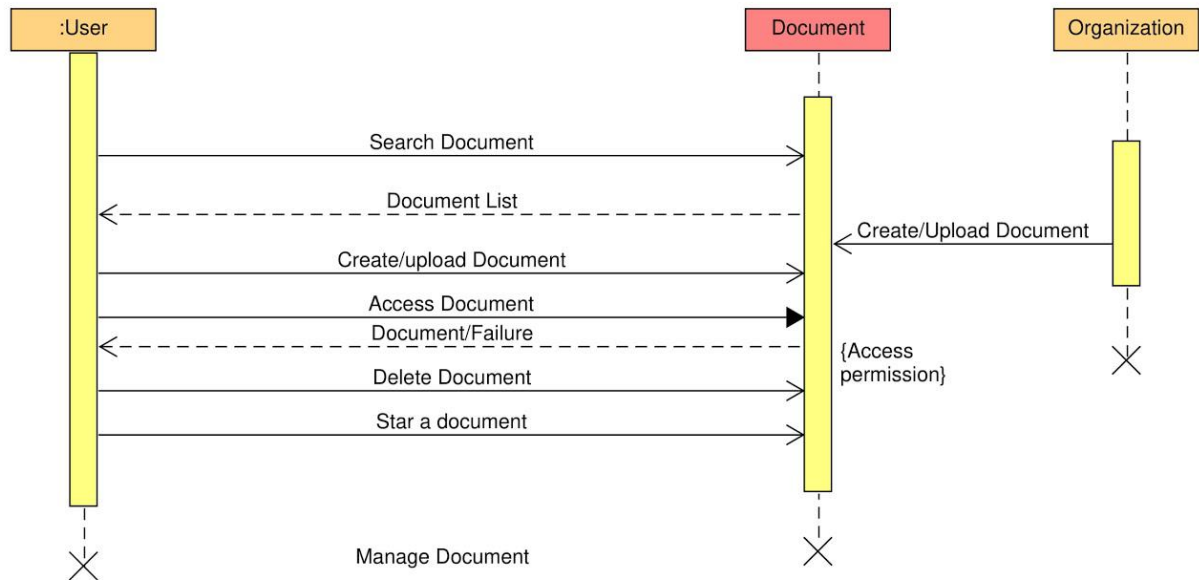 :User
Document
Organization
Search Document
Document List
Create/Upload Document
Create/upload Document
Access Document
Document/Failure
{Access
permission}
Delete Document
Star a document
Manage Document